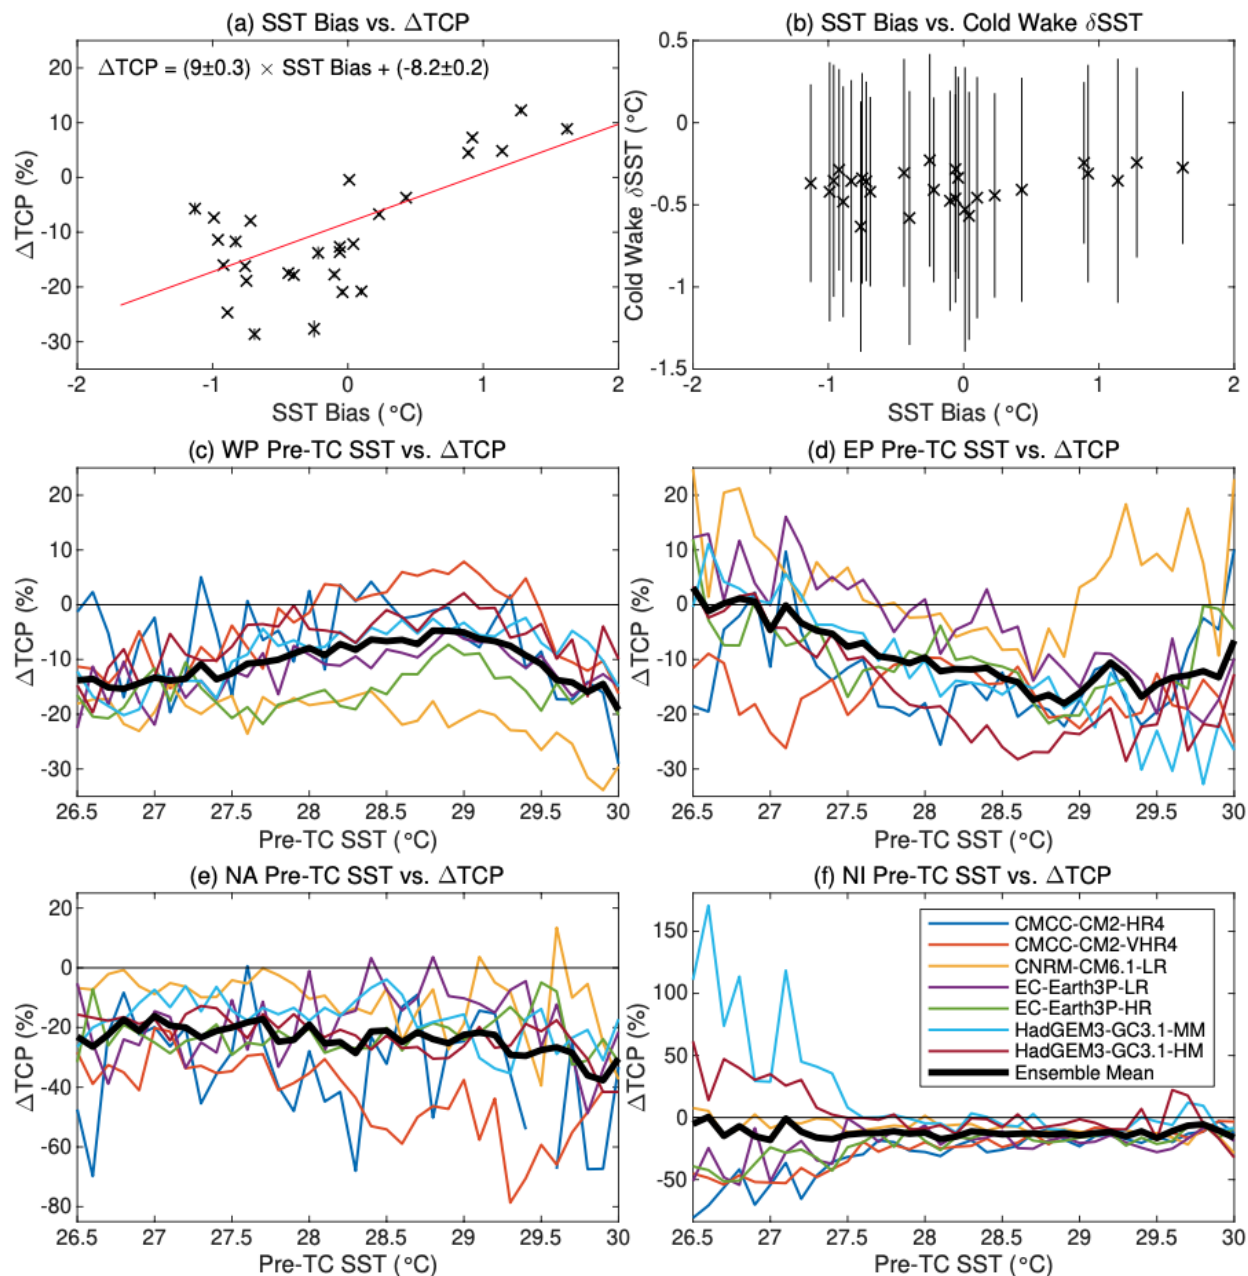 (a) SST Bias vs. ΔTCP
ΔTCP = (9±0.3) × SST Bias + (-8.2±0.2)
20
10
0
-10
-20
-30
ΔTCP (%)
-2
-1
0
1
2
SST Bias (°C)
(b) SST Bias vs. Cold Wake δSST
0.5
0
-0.5
-1
-1.5
Cold Wake δSST (°C)
-2
-1
0
1
2
SST Bias (°C)
(c) WP Pre-TC SST vs. ΔTCP
20
10
0
-10
-20
-30
ΔTCP (%)
26.5
27
27.5
28
28.5
29
29.5
30
Pre-TC SST (°C)
(d) EP Pre-TC SST vs. ΔTCP
20
10
0
-10
-20
-30
ΔTCP (%)
26.5
27
27.5
28
28.5
29
29.5
30
Pre-TC SST (°C)
(e) NA Pre-TC SST vs. ΔTCP
20
0
-20
-40
-60
-80
ΔTCP (%)
26.5
27
27.5
28
28.5
29
29.5
30
Pre-TC SST (°C)
(f) NI Pre-TC SST vs. ΔTCP
150
100
50
0
-50
ΔTCP (%)
CMCC-CM2-HR4
CMCC-CM2-VHR4
CNRM-CM6.1-LR
EC-Earth3P-LR
EC-Earth3P-HR
HadGEM3-GC3.1-MM
HadGEM3-GC3.1-HM
Ensemble Mean
26.5
27
27.5
28
28.5
29
29.5
30
Pre-TC SST (°C)